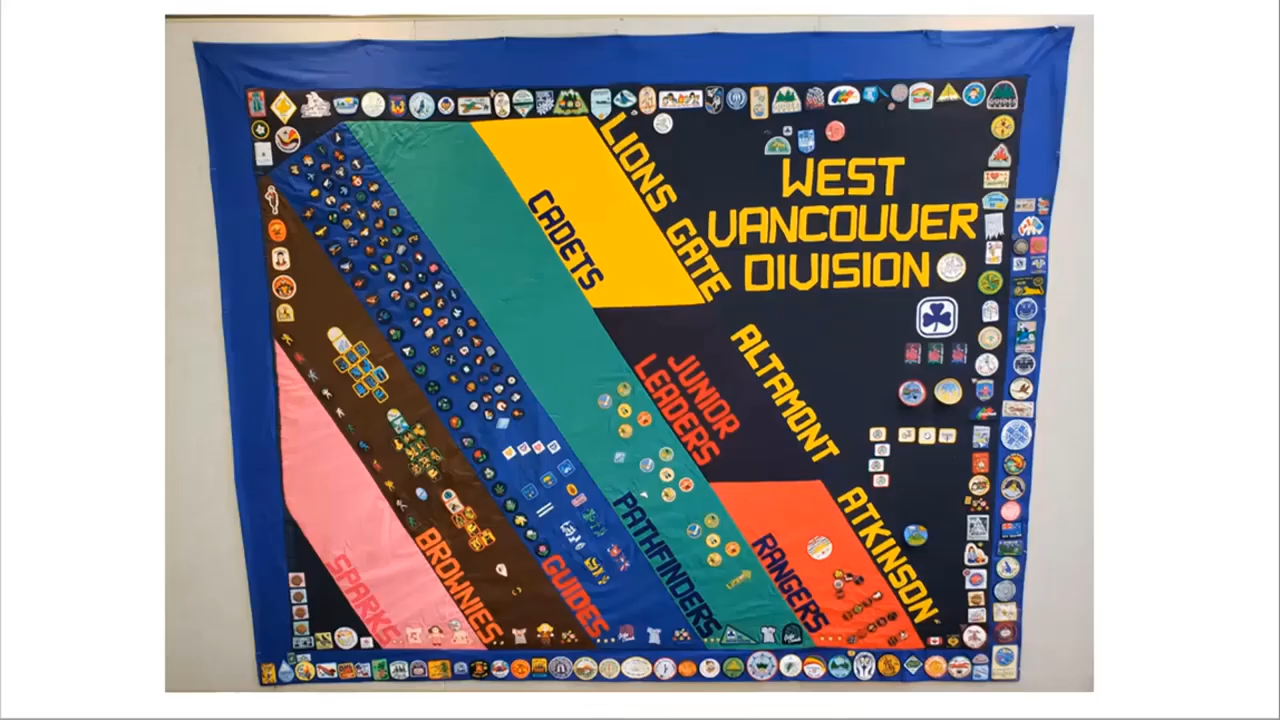 WEST
VANCOUVER
DIVISION
LIONS GATE
CADETS
ALTAMONT
JUNIOR
LEADERS
ATKINSON
RANGERS
PATHFINDERS
GUIDES
BROWNIES
SPARKS